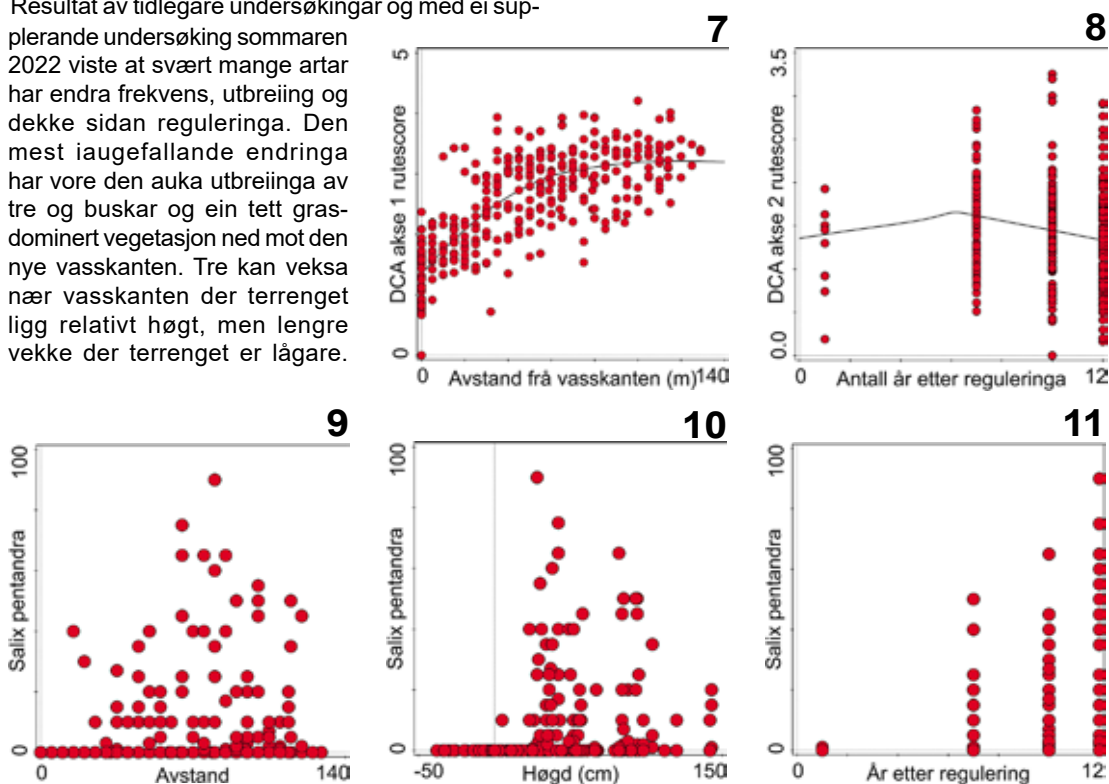 Resultat av tidlegare undersøkingar og med ei sup-
plerande undersøking sommaren
2022 viste at svært mange artar
har endra frekvens, utbreiing og
dekke sidan reguleringa. Den
mest iaugefallande endringa
har vore den auka utbreiinga av
tre og buskar og ein tett gras-
dominert vegetasjon ned mot den
nye vasskanten. Tre kan veksa
nær vasskanten der terrenget
ligg relativt høgt, men lengre
vekke der terrenget er lågare.
7
5
DCA akse 1 rutescore
0
0 Avstand frå vasskanten (m) 140
8
3.5
DCA akse 2 rutescore
0.0
0 Antall år etter reguleringa 12
9
100
Salix pentandra
0
0 Avstand 140
10
100
Salix pentandra
0
-50 Høgd (cm) 150
11
100
Salix pentandra
0
0 År etter regulering 12